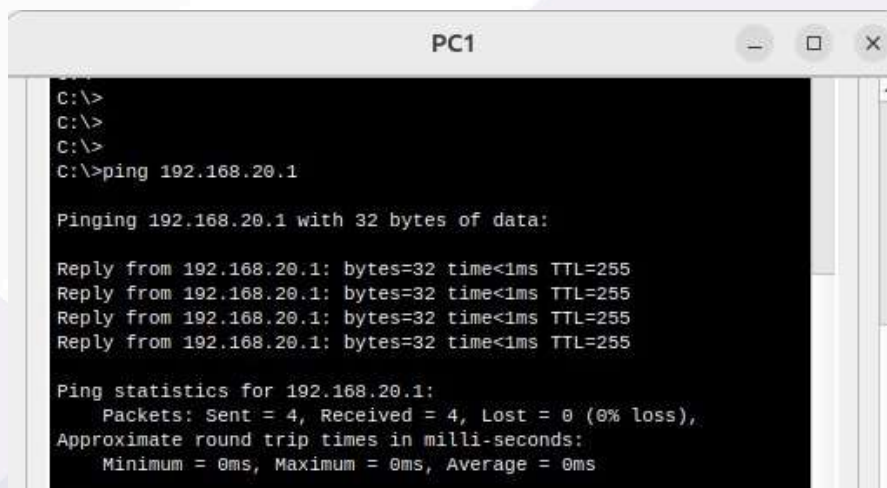 PC1
C:\>
C:\>
C:\>
C:\>ping 192.168.20.1
Pinging 192.168.20.1 with 32 bytes of data:
Reply from 192.168.20.1: bytes=32 time<1ms TTL=255
Reply from 192.168.20.1: bytes=32 time<1ms TTL=255
Reply from 192.168.20.1: bytes=32 time<1ms TTL=255
Reply from 192.168.20.1: bytes=32 time<1ms TTL=255
Ping statistics for 192.168.20.1:
Packets: Sent = 4, Received = 4, Lost = 0 (0% loss),
Approximate round trip times in milli-seconds:
Minimum = 0ms, Maximum = 0ms, Average = 0ms